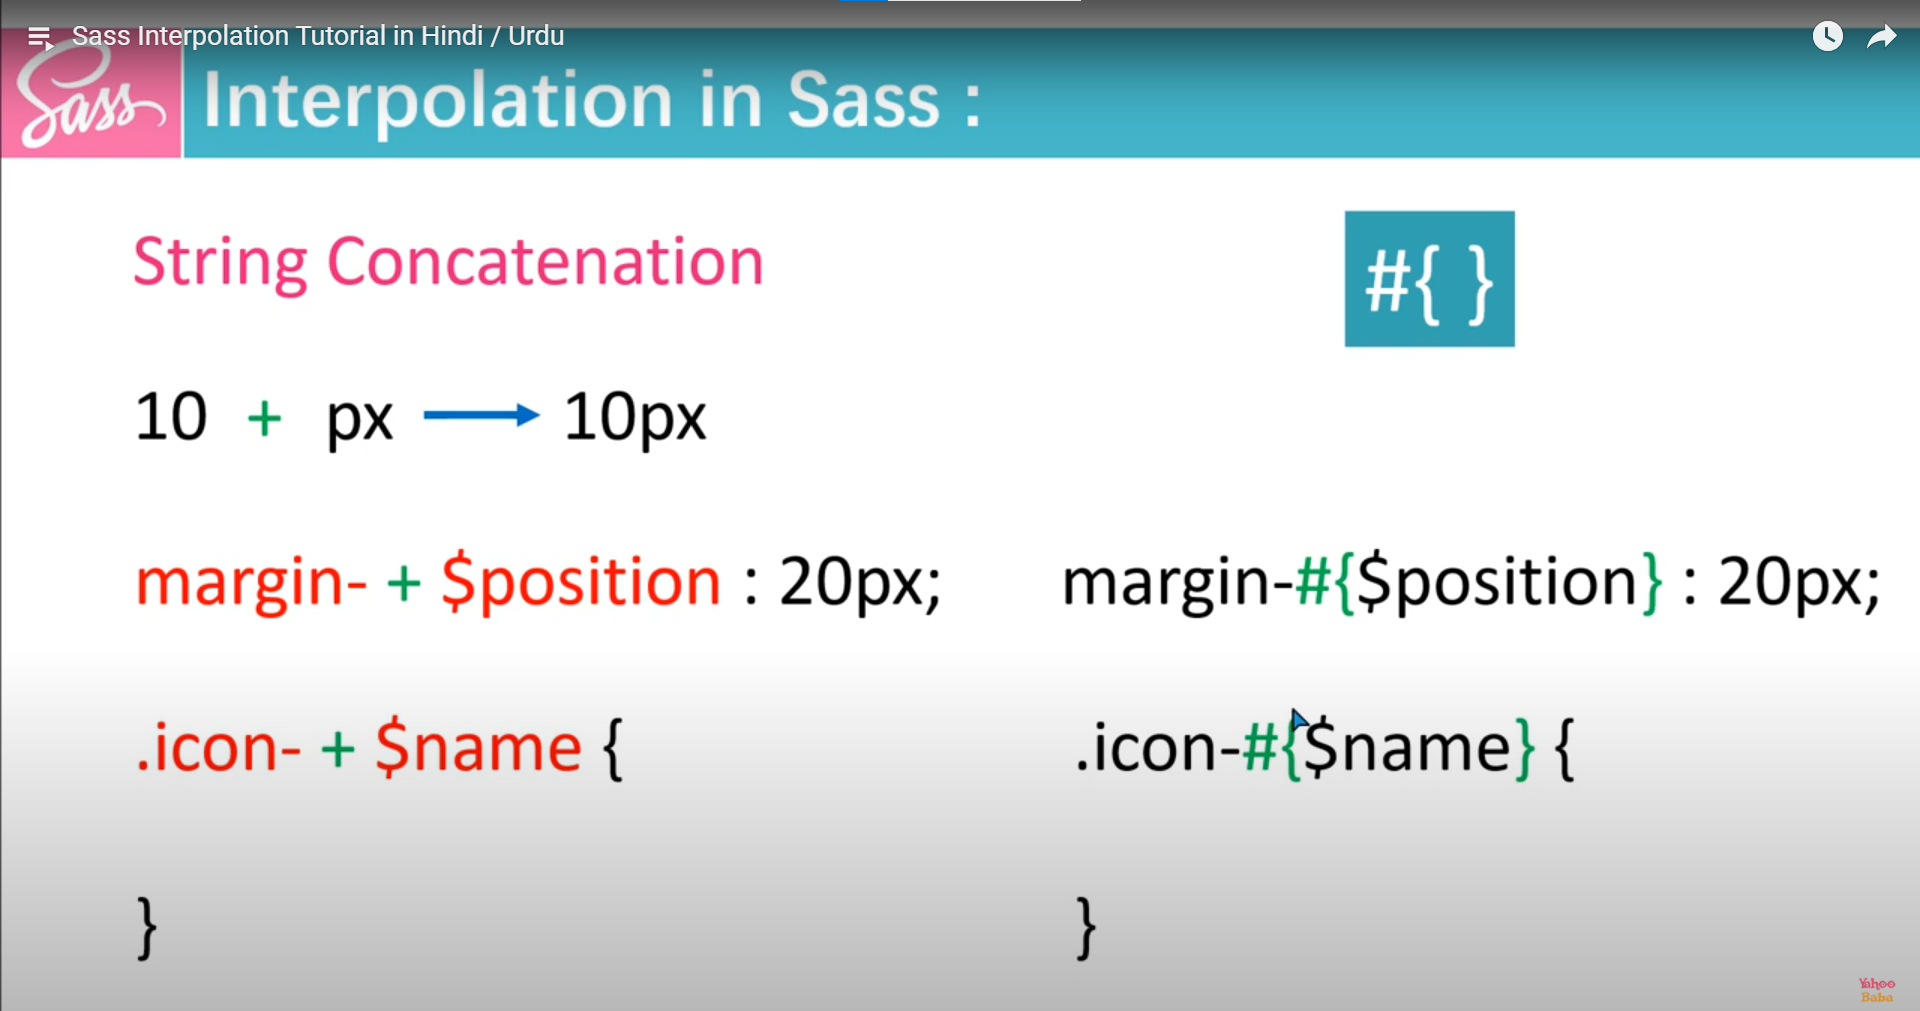 Sass Interpolation Tutorial in Hindi / Urdu
Sass
Interpolation in Sass :
String Concatenation
#{ }
10 + px 10px
margin- + $position : 20px;
margin-#{$position} : 20px;
.icon- + $name {
.icon-#{$name} {
}
}
Yahoo
Baba